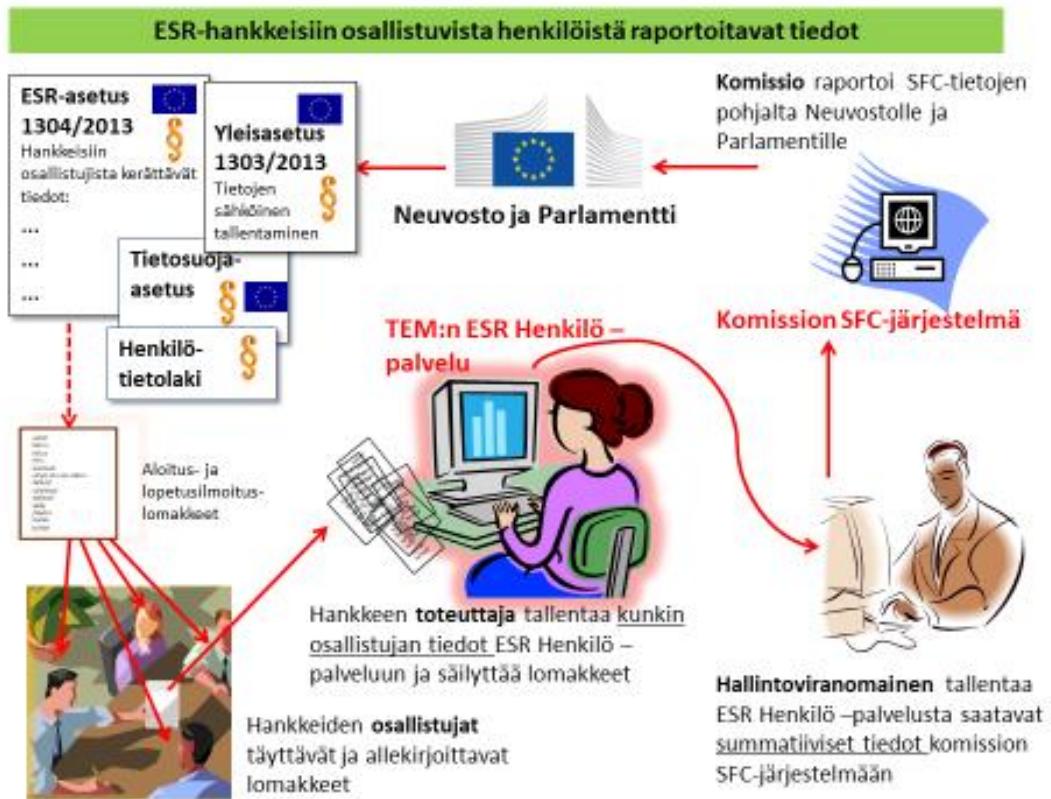 ESR-hankkeisiin osallistuvista henkilöistä raportoitavat tiedot
ESR-asetus
1304/2013
Hankkeisiin
osallistujista kerättävät
tiedot:
...
...
...
Yleisasetus
1303/2013
Tietojen
sähköinen
tallentaminen
Tietosuoja-
asetus
Henkilö-
tietolaki
Neuvosto ja Parlamentti
Komissio raportoi SFC-tietojen
pohjalta Neuvostolle ja
Parlamentille
Komission SFC-järjestelmä
TEM:n ESR Henkilö –
palvelu
Aloitus- ja
lopetusilmoitus-
lomakkeet
Hankkeen toteuttaja tallentaa kunkin
osallistujan tiedot ESR Henkilö –
palveluun ja säilyttää lomakkeet
Hankkeiden osallistujat
täyttävät ja allekirjoittavat
lomakkeet
Hallintoviranomainen tallentaa
ESR Henkilö –palvelusta saatavat
summatiiviset tiedot komission
SFC-järjestelmään